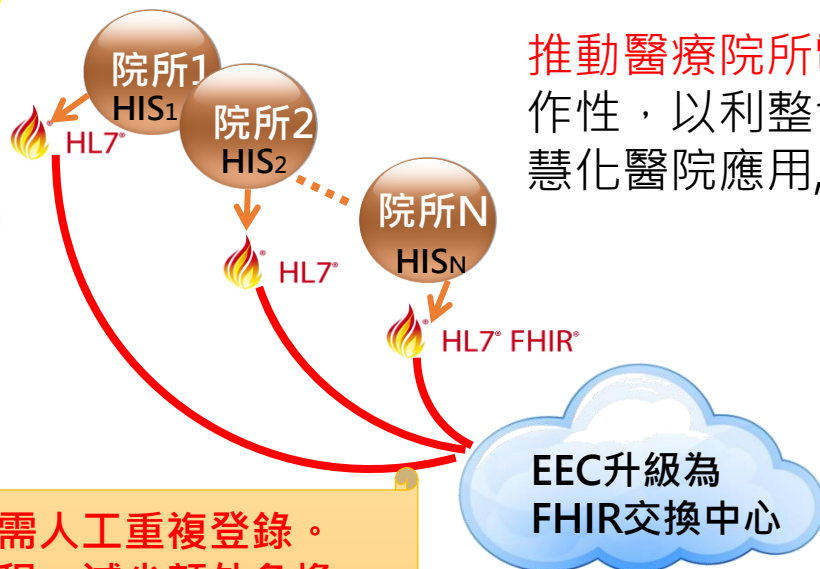 院所1
HIS1
HL7®
院所2
HIS2
HL7®
院所N
HISN
HL7® FHIR®
推動醫療院所
作性，以利整
慧化醫院應用,
EEC升級為
FHIR交換中心
需人工重複登錄。